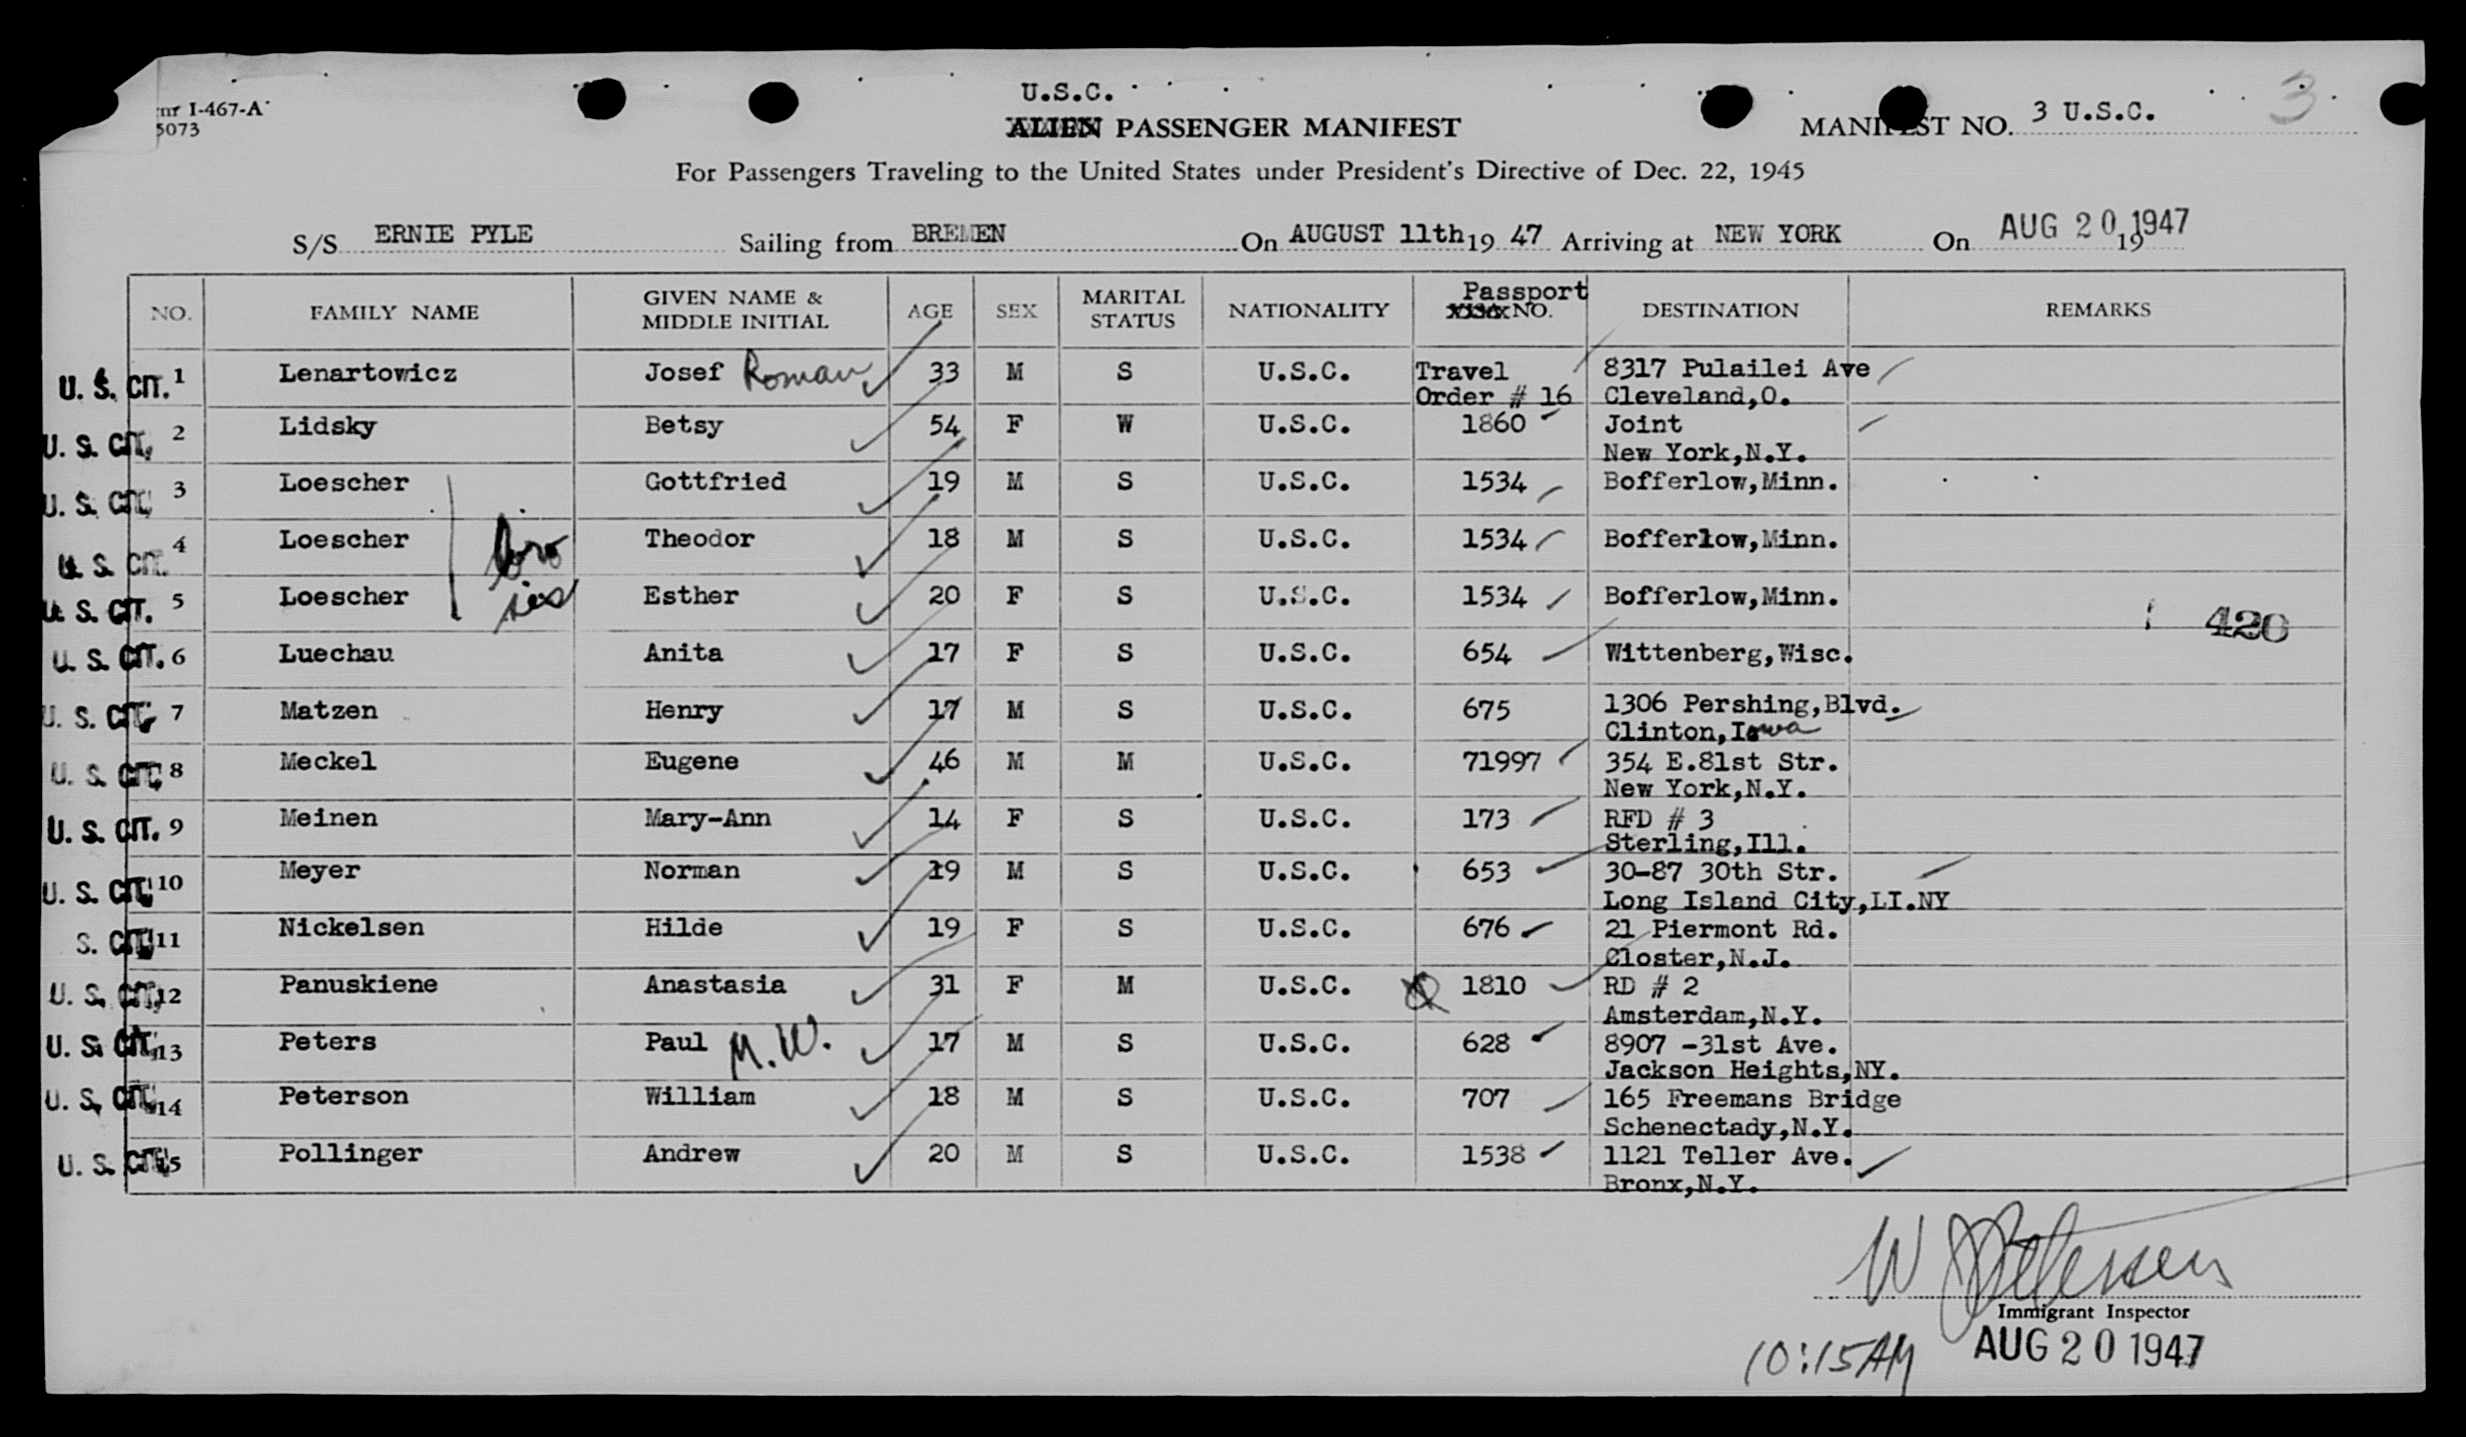 U.S.C.
I-467-A
5073
ALIEN PASSENGER MANIFEST
MANIFEST NO. 3 U.S.C. 3
For Passengers Traveling to the United States under President's Directive of Dec. 22, 1945
S/S ERNIE PYLE Sailing from BREMEN On AUGUST 11th 19 47 Arriving at NEW YORK On AUG 20 1947 19
NO. FAMILY NAME GIVEN NAME & MIDDLE INITIAL AGE SEX MARITAL STATUS NATIONALITY Passport NO. DESTINATION REMARKS
U. S. CIT. 1 Lenartowicz Josef Roman 33 M S U.S.C. Travel Order # 16 8317 Pulailei Ave
Cleveland,O.
U. S. CIT. 2 Lidsky Betsy 54 F W U.S.C. 1860 Joint
New York,N.Y.
U. S. CIT. 3 Loescher Gottfried 19 M S U.S.C. 1534 Bofferlow,Minn.
U. S. CIT. 4 Loescher bro Theodor 18 M S U.S.C. 1534 Bofferlow,Minn.
U. S. CIT. 5 Loescher sis Esther 20 F S U.S.C. 1534 Bofferlow,Minn.
420
U. S. CIT. 6 Luechau Anita 17 F S U.S.C. 654 Wittenberg,Wisc.
U. S. CIT. 7 Matzen Henry 17 M S U.S.C. 675 1306 Pershing,Blvd.
Clinton,Iowa
U. S. CIT. 8 Meckel Eugene 46 M M U.S.C. 71997 354 E.81st Str.
New York,N.Y.
U. S. CIT. 9 Meinen Mary-Ann 14 F S U.S.C. 173 RFD # 3
Sterling,Ill.
U. S. CIT. 10 Meyer Norman 19 M S U.S.C. 653 30-87 30th Str.
Long Island City,LI.NY
S. CIT. 11 Nickelsen Hilde 19 F S U.S.C. 676 21 Piermont Rd.
Closter,N.J.
U. S. CIT. 12 Panuskiene Anastasia 31 F M U.S.C. 1810 RD # 2
Amsterdam,N.Y.
U. S. CIT. 13 Peters Paul M.W. 17 M S U.S.C. 628 8907 -31st Ave.
Jackson Heights,NY.
U. S. CIT. 14 Peterson William 18 M S U.S.C. 707 165 Freemans Bridge
Schenectady,N.Y.
U. S. CIT. 15 Pollinger Andrew 20 M S U.S.C. 1538 1121 Teller Ave.
Bronx,N.Y.
W Petersen
Immigrant Inspector
10:15 AM AUG 20 1947